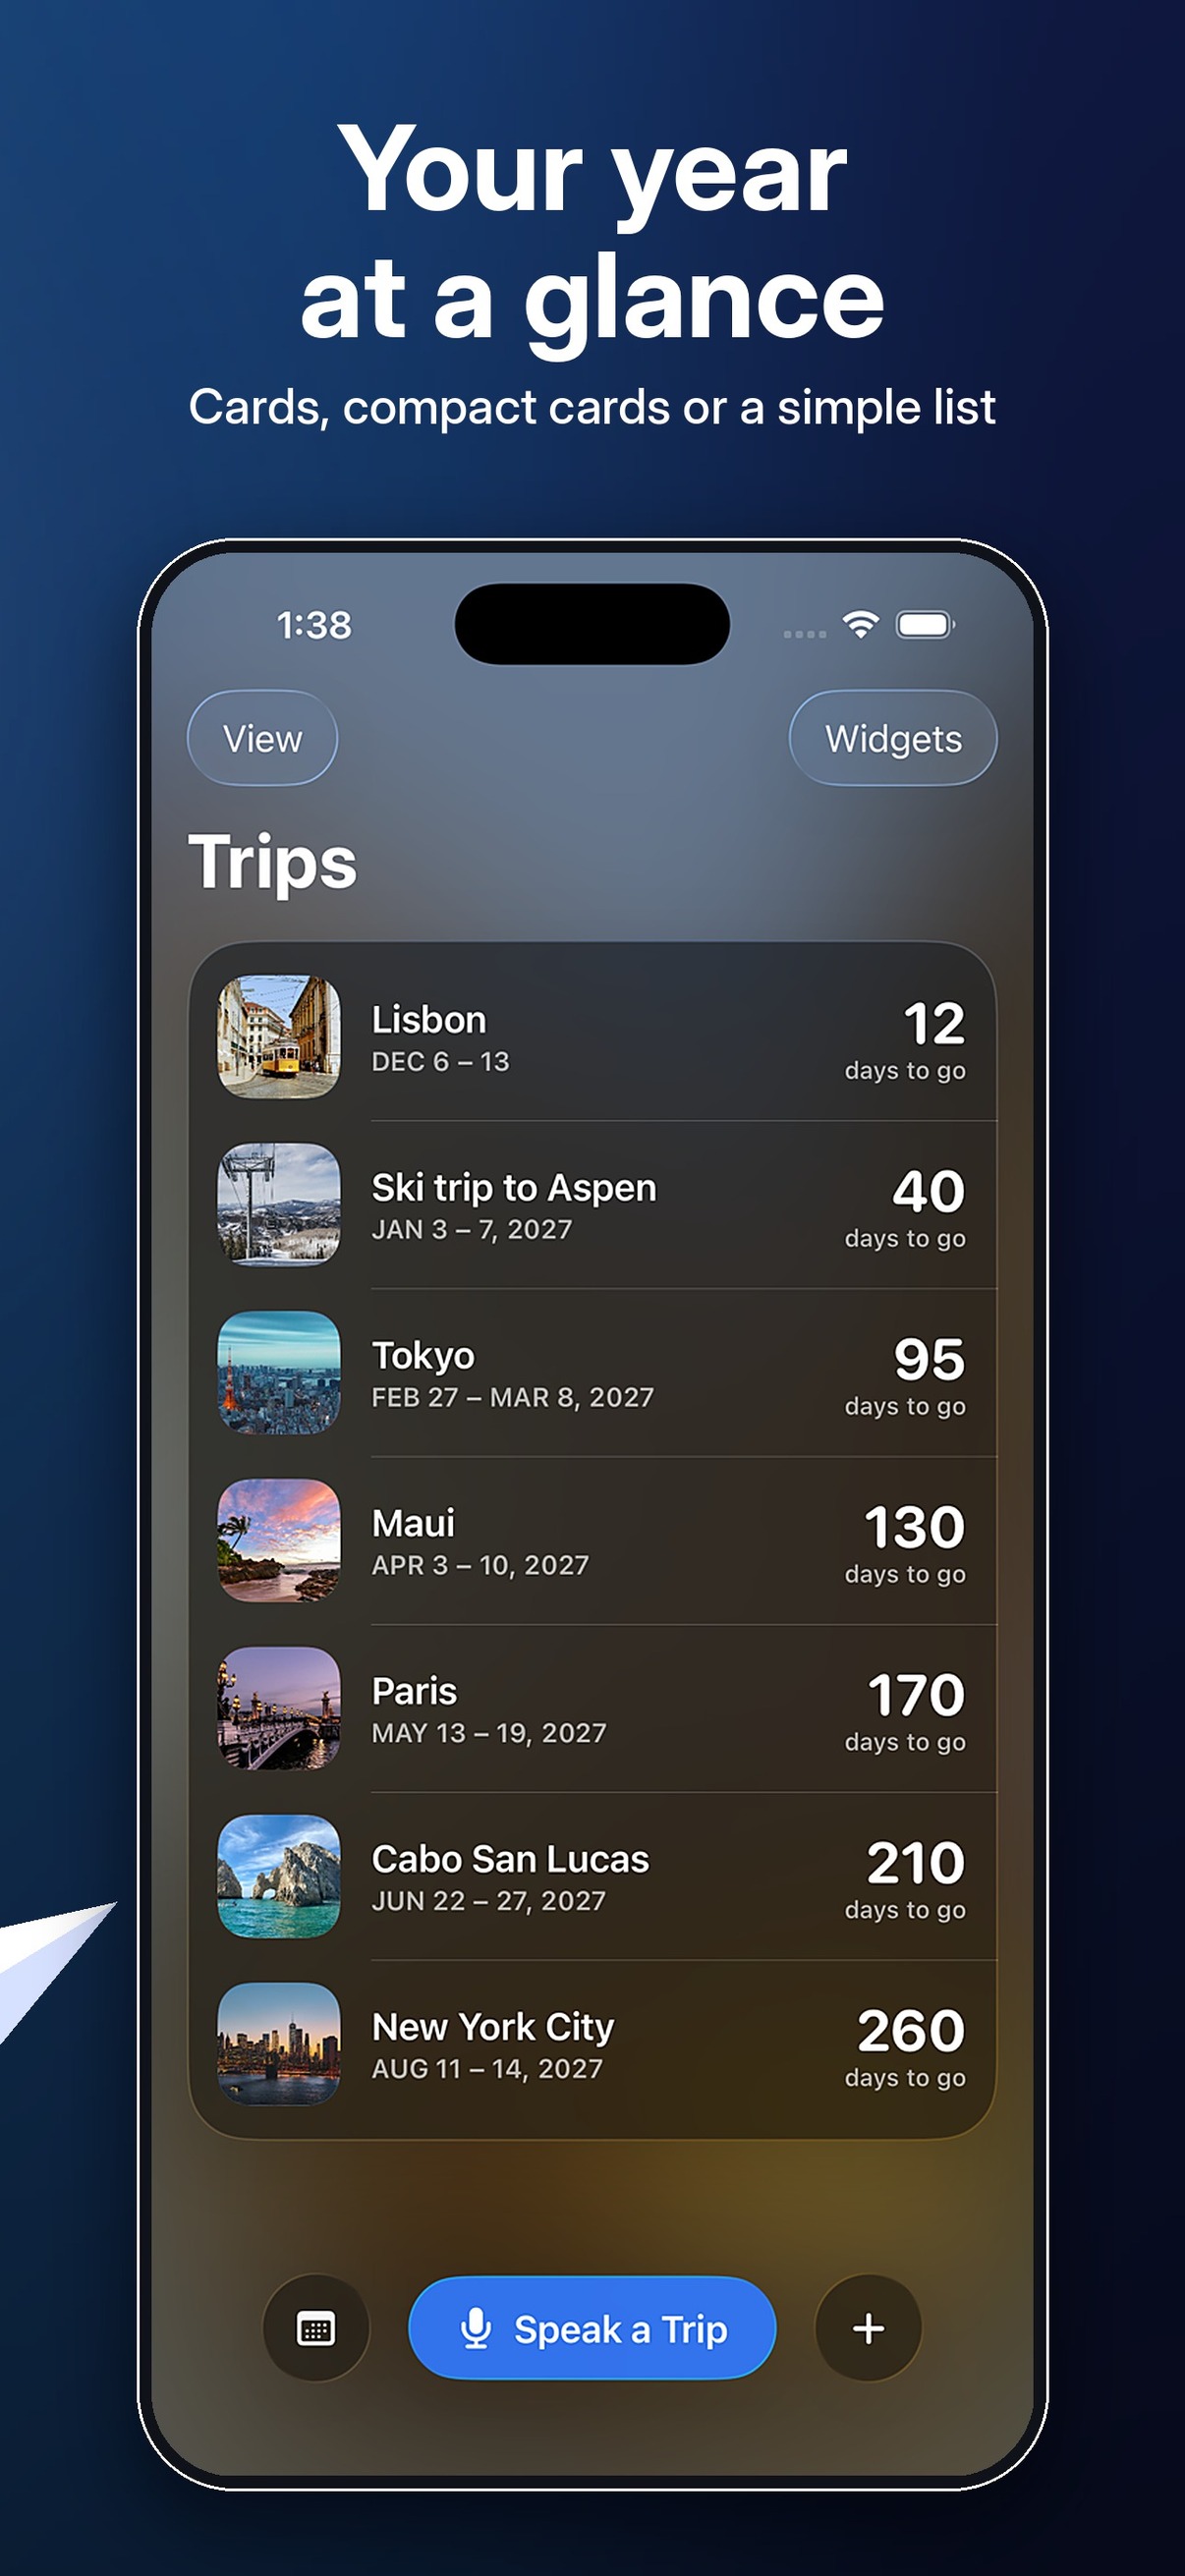 Your year
at a glance
Cards, compact cards or a simple list
1:38
View
Widgets
Trips
Lisbon
DEC 6 – 13
12
days to go
Ski trip to Aspen
JAN 3 – 7, 2027
40
days to go
Tokyo
FEB 27 – MAR 8, 2027
95
days to go
Maui
APR 3 – 10, 2027
130
days to go
Paris
MAY 13 – 19, 2027
170
days to go
Cabo San Lucas
JUN 22 – 27, 2027
210
days to go
New York City
AUG 11 – 14, 2027
260
days to go
Speak a Trip